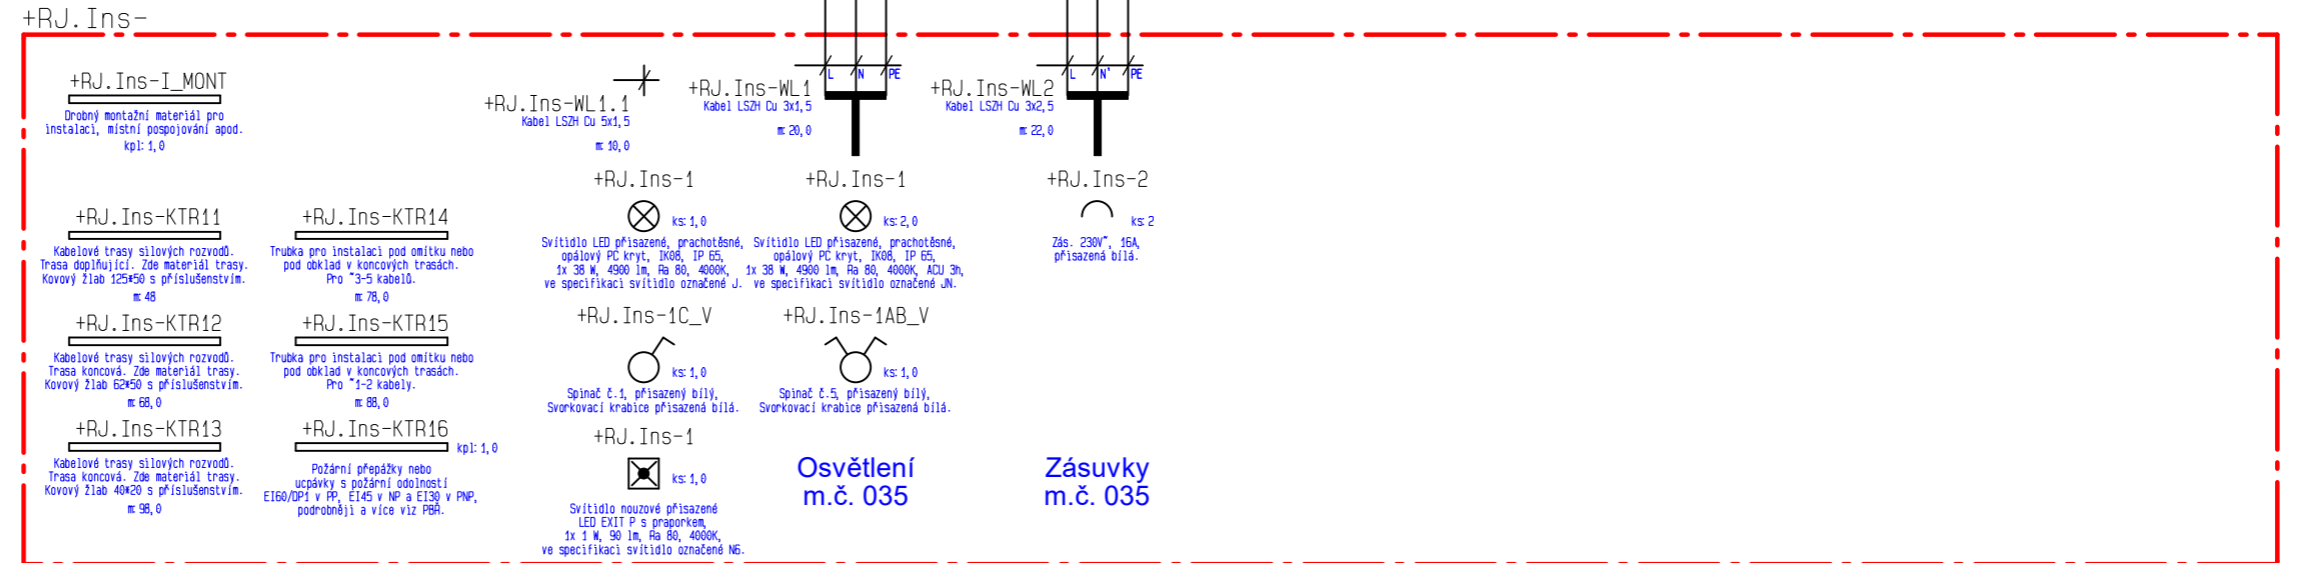 +RJ.Ins-
+RJ.Ins-I_MONT
Drobný montažní materiál pro
instalaci, místní pospojování apod.
kpl: 1,0
+RJ.Ins-WL1.1
Kabel LSZH Cu 5x1,5
m: 10,0
+RJ.Ins-WL1
Kabel LSZH Cu 3x1,5
m: 20,0
L N PE
+RJ.Ins-WL2
Kabel LSZH Cu 3x2,5
m: 22,0
L N' PE
+RJ.Ins-KTR11
Kabelové trasy silových rozvodů.
Trasa doplňující. Zde materiál trasy.
Kovový žlab 125*50 s příslušenstvím.
m: 48
+RJ.Ins-KTR12
Kabelové trasy silových rozvodů.
Trasa koncová. Zde materiál trasy.
Kovový žlab 62*50 s příslušenstvím.
m: 68,0
+RJ.Ins-KTR13
Kabelové trasy silových rozvodů.
Trasa koncová. Zde materiál trasy.
Kovový žlab 40*20 s příslušenstvím.
m: 98,0
+RJ.Ins-KTR14
Trubka pro instalaci pod omítku nebo
pod obklad v koncových trasách.
Pro ~3-5 kabelů.
m: 78,0
+RJ.Ins-KTR15
Trubka pro instalaci pod omítku nebo
pod obklad v koncových trasách.
Pro ~1-2 kabely.
m: 88,0
+RJ.Ins-KTR16
kpl: 1,0
Požární přepážky nebo
ucpávky s požární odolností
EI60/DP1 v PP, EI45 v NP a EI30 v PNP,
podrobněji a více viz PBŘ.
+RJ.Ins-1
ks: 1,0
Svítidlo LED přisazené, prachotěsné,
opálový PC kryt, IK08, IP 65,
1x 38 W, 4900 lm, Ra 80, 4000K,
ve specifikaci svítidlo označené J.
+RJ.Ins-1C_V
ks: 1,0
Spínač č.1, přisazený bílý,
Svorkovací krabice přisazená bílá.
+RJ.Ins-1
ks: 1,0
Svítidlo nouzové přisazené
LED EXIT P s praporkem,
1x 1 W, 90 lm, Ra 80, 4000K,
ve specifikaci svítidlo označené N6.
+RJ.Ins-1
ks: 2,0
Svítidlo LED přisazené, prachotěsné,
opálový PC kryt, IK08, IP 65,
1x 38 W, 4900 lm, Ra 80, 4000K, ACU 3h,
ve specifikaci svítidlo označené JN.
+RJ.Ins-1AB_V
ks: 1,0
Spínač č.5, přisazený bílý,
Svorkovací krabice přisazená bílá.
Osvětlení
m.č. 035
+RJ.Ins-2
ks: 2
Zás. 230V~, 16A,
přisazená bílá.
Zásuvky
m.č. 035